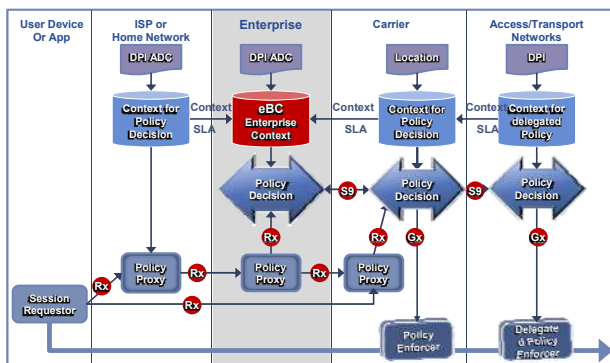 User Device
Or App
ISP or
Home Network
Enterprise
Carrier
Access/Transport
Networks
DPI/ADC
DPI/ADC
Location
DPI
Context for
Policy
Decision
Context
SLA
eBC
Enterprise
Context
Context
SLA
Context for
Policy
Decision
Context
SLA
Context for
delegated
Policy
Policy
Decision
S9
Policy
Decision
S9
Policy
Decision
Rx
Rx
Gx
Gx
Rx
Policy
Proxy
Rx
Policy
Proxy
Rx
Policy
Proxy
Session
Requestor
Rx
Policy
Enforcer
Delegate
d Policy
Enforcer